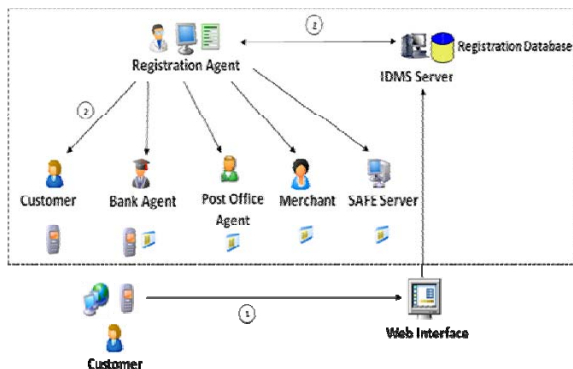 2
Registration Agent
Registration Database
IDMS Server
2
Customer
Bank Agent
Post Office
Agent
Merchant
SAFE Server
1
Web Interface
Customer